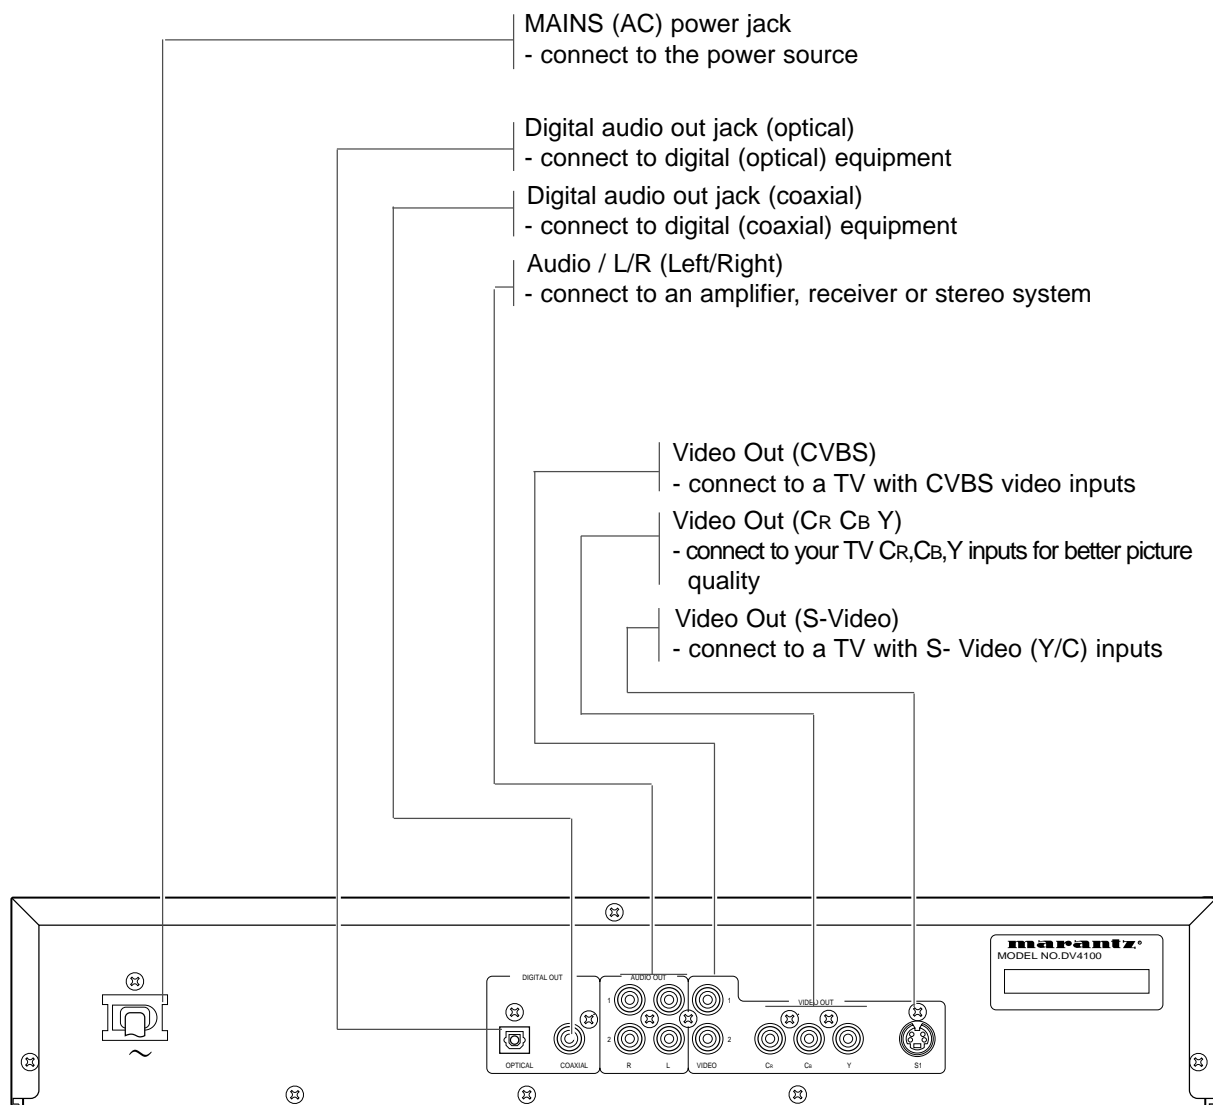 MAINS (AC) power jack
- connect to the power source
Digital audio out jack (optical)
- connect to digital (optical) equipment
Digital audio out jack (coaxial)
- connect to digital (coaxial) equipment
Audio / L/R (Left/Right)
- connect to an amplifier, receiver or stereo system
Video Out (CVBS)
- connect to a TV with CVBS video inputs
Video Out (CR CB Y)
- connect to your TV CR,CB,Y inputs for better picture
quality
Video Out (S-Video)
- connect to a TV with S- Video (Y/C) inputs
marantz®
MODEL NO.DV4100
DIGITAL OUT
AUDIO OUT
VIDEO OUT
1 1
2 2
OPTICAL COAXIAL R L VIDEO CR CB Y S1
~